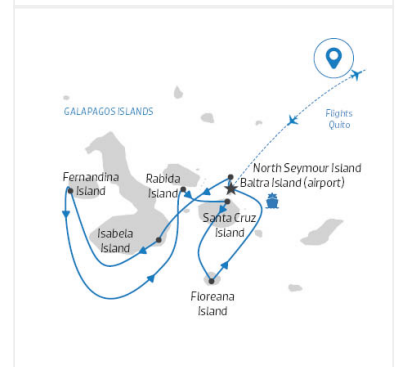 GALAPAGOS ISLANDS
Flights
Quito
North Seymour Island
Baltra Island (airport)
Fernandina
Island
Rabida
Island
Santa Cruz
Island
Isabela
Island
Floreana
Island